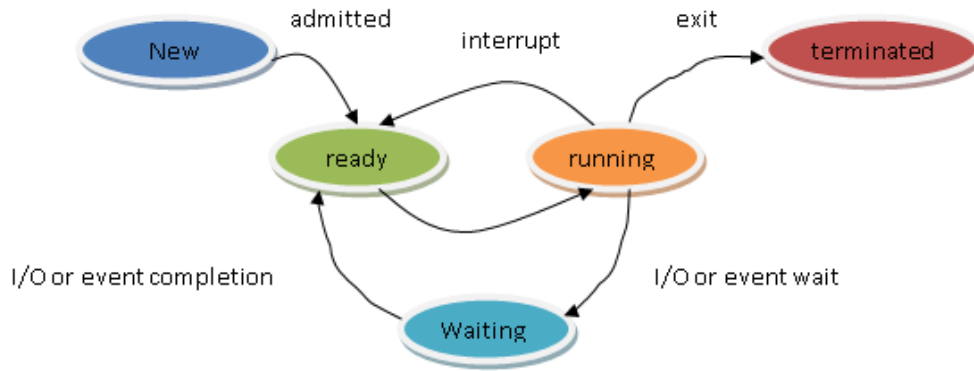 admitted
exit
New
interrupt
terminated
ready
running
I/O or event completion
I/O or event wait
Waiting